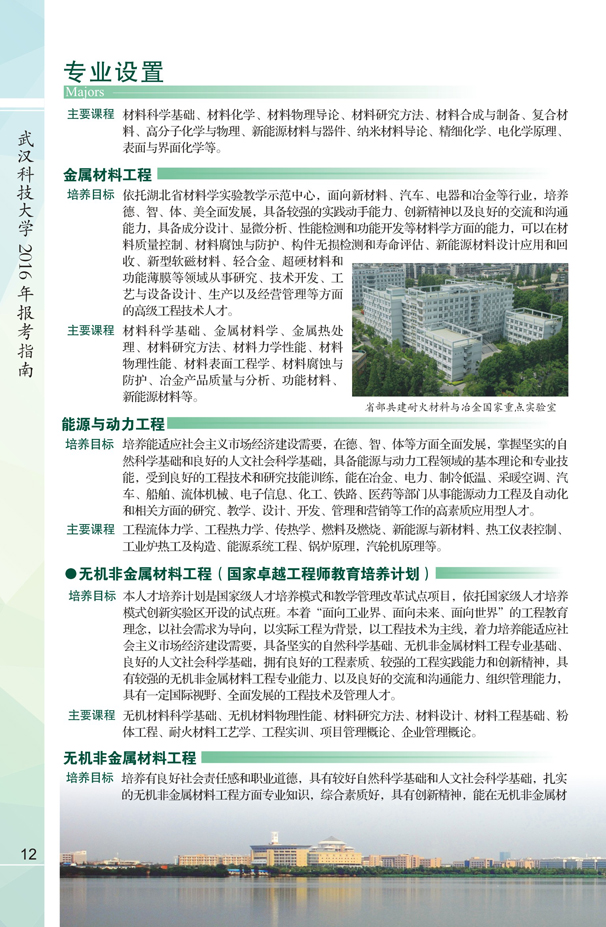 专业设置
Majors
主要课程 材料科学基础、材料化学、材料物理导论、材料研究方法、材料合成与制备、复合材
料、高分子化学与物理、新能源材料与器件、纳米材料导论、精细化学、电化学原理、
表面与界面化学等。
金属材料工程
培养目标 依托湖北省材料学实验教学示范中心，面向新材料、汽车、电器和冶金等行业，培养
德、智、体、美全面发展，具备较强的实践动手能力、创新精神以及良好的交流和沟通
能力，具备成分设计、显微分析、性能检测和功能开发等材料学方面的能力，可以在材
料质量控制、材料腐蚀与防护、构件无损检测和寿命评估、新能源材料设计应用和回
收、新型软磁材料、轻合金、超硬材料和
功能薄膜等领域从事研究、技术开发、工
艺与设备设计、生产以及经营管理等方面
的高级工程技术人才。
主要课程 材料科学基础、金属材料学、金属热处
理、材料研究方法、材料力学性能、材料
物理性能、材料表面工程学、材料腐蚀与
防护、冶金产品质量与分析、功能材料、
新能源材料等。
省部共建耐火材料与冶金国家重点实验室
能源与动力工程
培养目标 培养能适应社会主义市场经济建设需要，在德、智、体等方面全面发展，掌握坚实的自
然科学基础和良好的人文社会科学基础，具备能源与动力工程领域的基本理论和专业技
能，受到良好的工程技术和研究技能训练，能在冶金、电力、制冷低温、采暖空调、汽
车、船舶、流体机械、电子信息、化工、铁路、医药等部门从事能源动力工程及自动化
和相关方面的研究、教学、设计、开发、管理和营销等工作的高素质应用型人才。
主要课程 工程流体力学、工程热力学、传热学、燃料及燃烧、新能源与新材料、热工仪表控制、
工业炉热工及构造、能源系统工程、锅炉原理，汽轮机原理等。
●无机非金属材料工程（国家卓越工程师教育培养计划）
培养目标 本人才培养计划是国家级人才培养模式和教学管理改革试点项目，依托国家级人才培养
模式创新实验区开设的试点班。本着“面向工业界、面向未来、面向世界”的工程教育
理念，以社会需求为导向，以实际工程为背景，以工程技术为主线，着力培养能适应社
会主义市场经济建设需要，具备坚实的自然科学基础、无机非金属材料工程专业基础、
良好的人文社会科学基础，拥有良好的工程素质、较强的工程实践能力和创新精神，具
有较强的无机非金属材料工程专业能力、以及良好的交流和沟通能力、组织管理能力，
具有一定国际视野、全面发展的工程技术及管理人才。
主要课程 无机材料科学基础、无机材料物理性能、材料研究方法、材料设计、材料工程基础、粉
体工程、耐火材料工艺学、工程实训、项目管理概论、企业管理概论。
无机非金属材料工程
培养目标 培养有良好社会责任感和职业道德，具有较好自然科学基础和人文社会科学基础，扎实
的无机非金属材料工程方面专业知识，综合素质好，具有创新精神，能在无机非金属材
武汉科技大学 2016 年报考指南
12